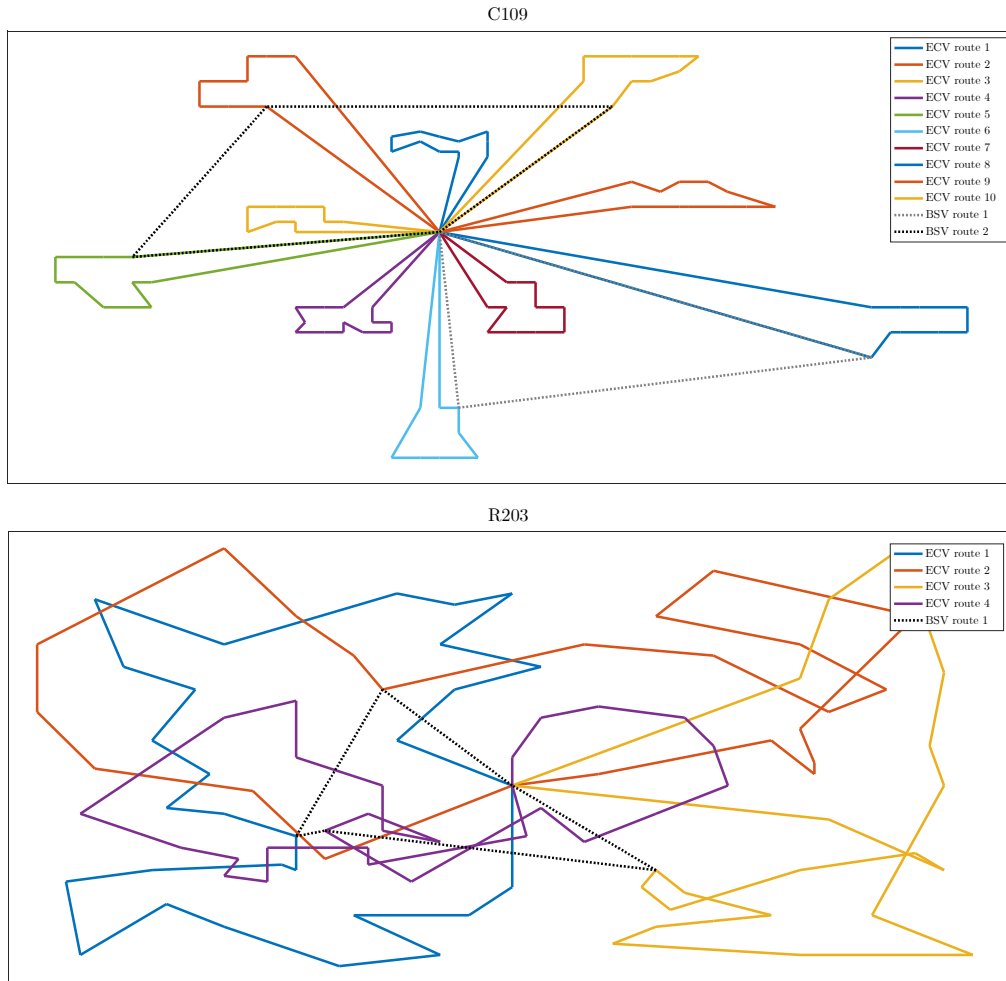 C109
ECV route 1
ECV route 2
ECV route 3
ECV route 4
ECV route 5
ECV route 6
ECV route 7
ECV route 8
ECV route 9
ECV route 10
BSV route 1
BSV route 2
R203
ECV route 1
ECV route 2
ECV route 3
ECV route 4
BSV route 1